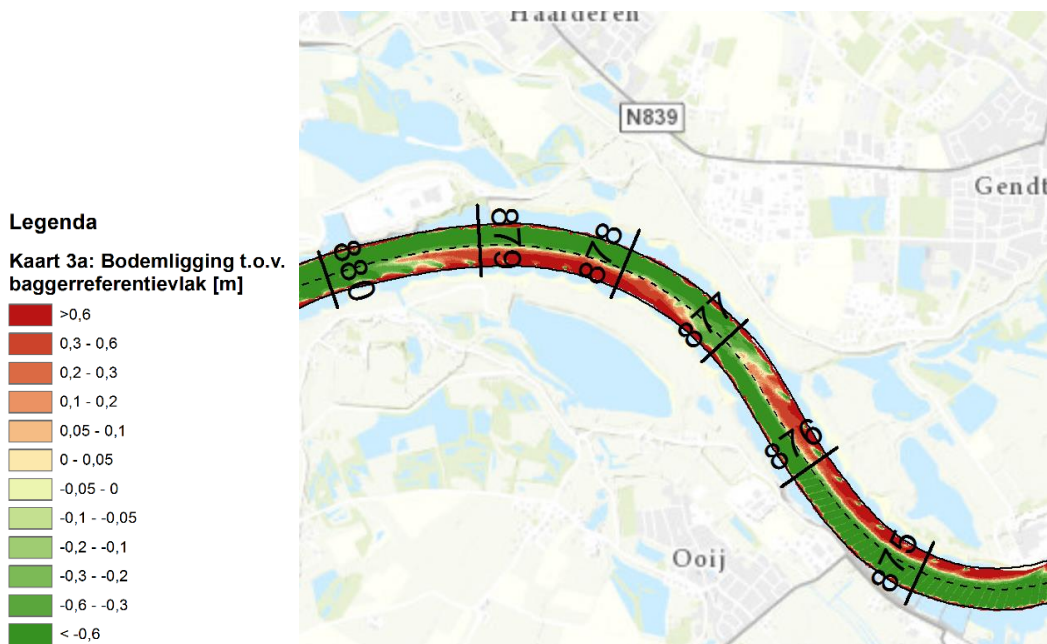 Haarderen
N839
Gendt
Legenda
Kaart 3a: Bodemligging t.o.v.
baggerreferentievlak [m]
>0,6
0,3 - 0,6
0,2 - 0,3
0,1 - 0,2
0,05 - 0,1
0 - 0,05
-0,05 - 0
-0,1 - -0,05
-0,2 - -0,1
-0,3 - -0,2
-0,6 - -0,3
< -0,6
880
879
878
877
876
875
Ooij